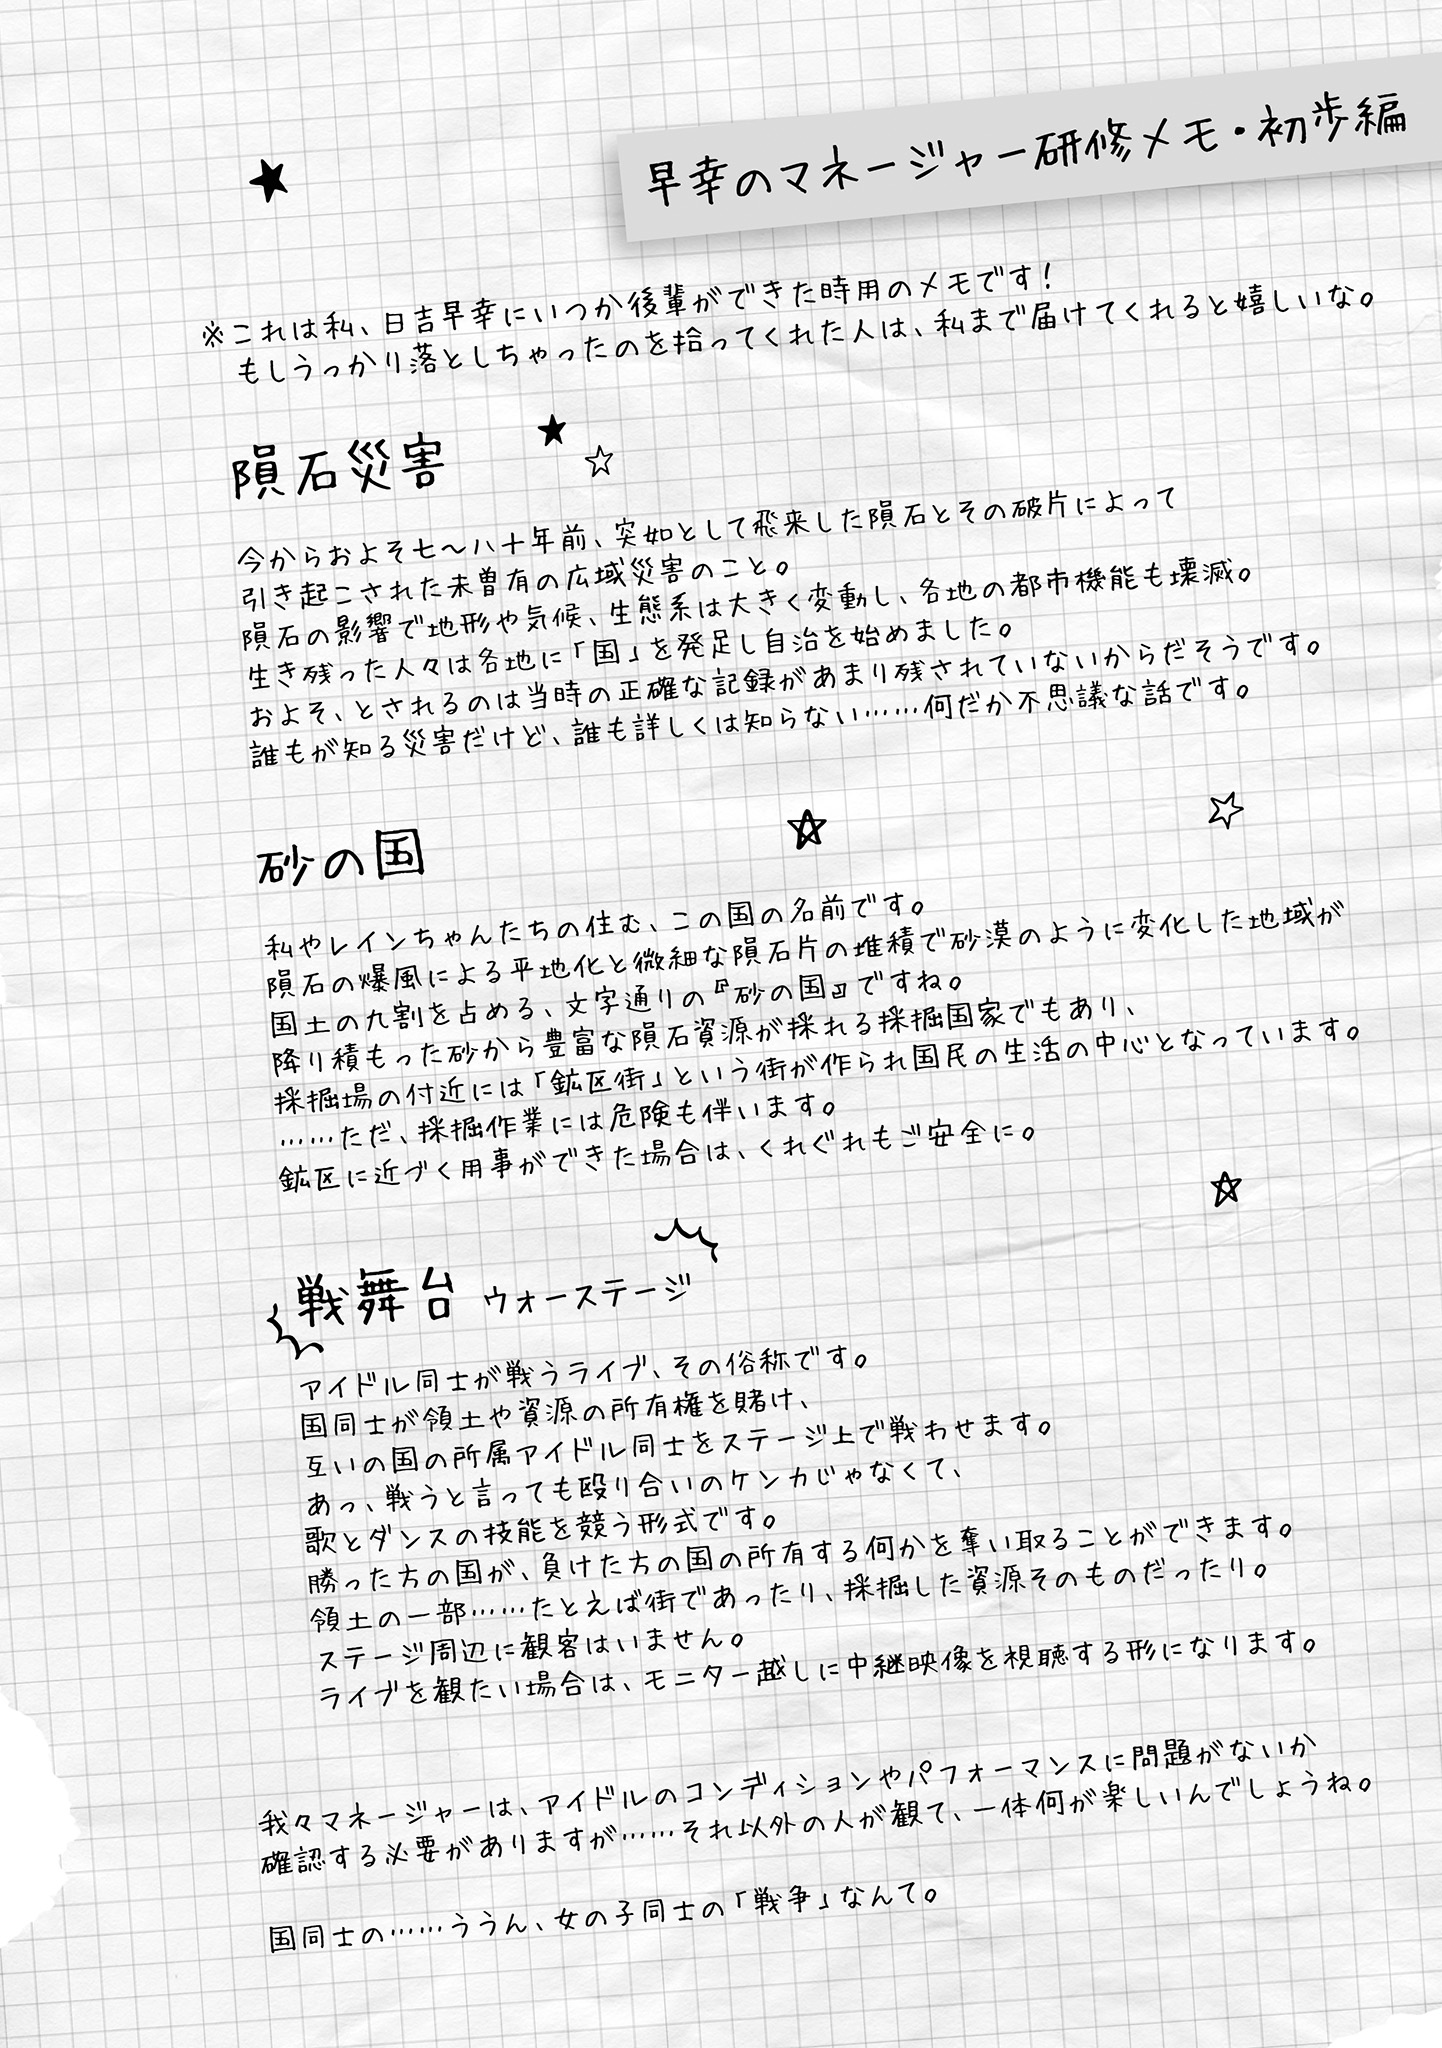 早幸のマネージャー研修メモ・初歩編
※これは私、日吉早幸にいつか後輩ができた時用のメモです！
もしうっかり落としちゃったのを拾ってくれた人は、私まで届けてくれると嬉しいな。
隕石災害
今からおよそ七〜八十年前、突如として飛来した隕石とその破片によって
引き起こされた未曽有の広域災害のこと。
隕石の影響で地形や気候、生態系は大きく変動し、各地の都市機能も壊滅。
生き残った人々は各地に「国」を発足し自治を始めました。
およそ、とされるのは当時の正確な記録があまり残されていないからだそうです。
誰もが知る災害だけど、誰も詳しくは知らない……何だか不思議な話です。
砂の国
私やレインちゃんたちの住む、この国の名前です。
隕石の爆風による平地化と微細な隕石片の堆積で砂漠のように変化した地域が
国土の九割を占める、文字通りの『砂の国』ですね。
降り積もった砂から豊富な隕石資源が採れる採掘国家でもあり、
採掘場の付近には「鉱区街」という街が作られ国民の生活の中心となっています。
……ただ、採掘作業には危険も伴います。
鉱区に近づく用事ができた場合は、くれぐれもご安全に。
戦舞台 ウォーステージ
アイドル同士が戦うライブ、その俗称です。
国同士が領土や資源の所有権を賭け、
互いの国の所属アイドル同士をステージ上で戦わせます。
あっ、戦うと言っても殴り合いのケンカじゃなくて、
歌とダンスの技能を競う形式です。
勝った方の国が、負けた方の国の所有する何かを奪い取ることができます。
領土の一部……たとえば街であったり、採掘した資源そのものだったり。
ステージ周辺に観客はいません。
ライブを観たい場合は、モニター越しに中継映像を視聴する形になります。
我々マネージャーは、アイドルのコンディションやパフォーマンスに問題がないか
確認する必要がありますが……それ以外の人が観て、一体何が楽しいんでしょうね。
国同士の……ううん、女の子同士の「戦争」なんて。